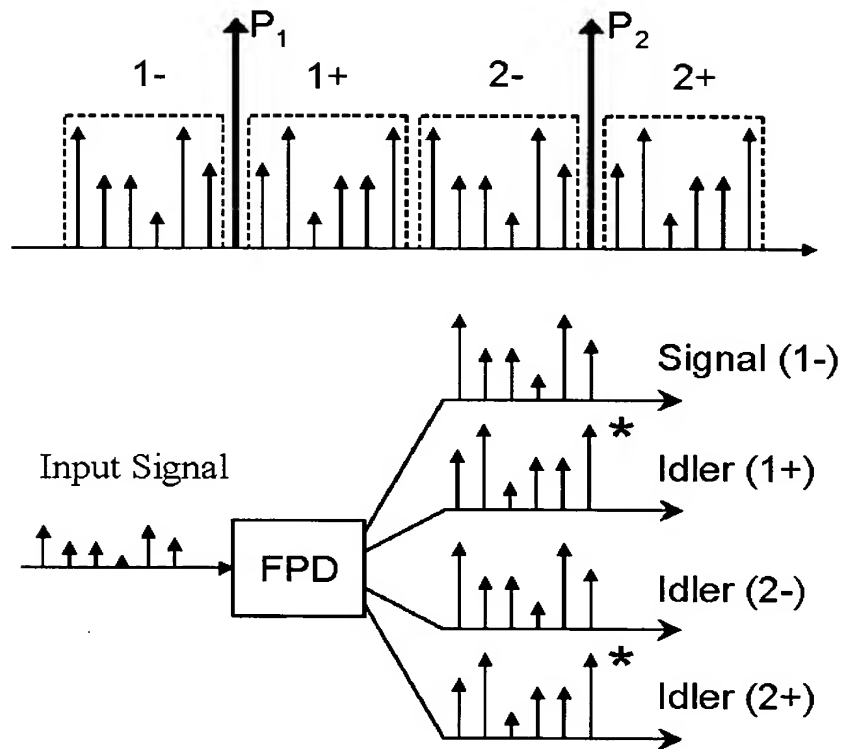 P1 P2
1- 1+ 2- 2+
Signal (1-)
*
Input Signal
Idler (1+)
FPD
Idler (2-)
*
Idler (2+)